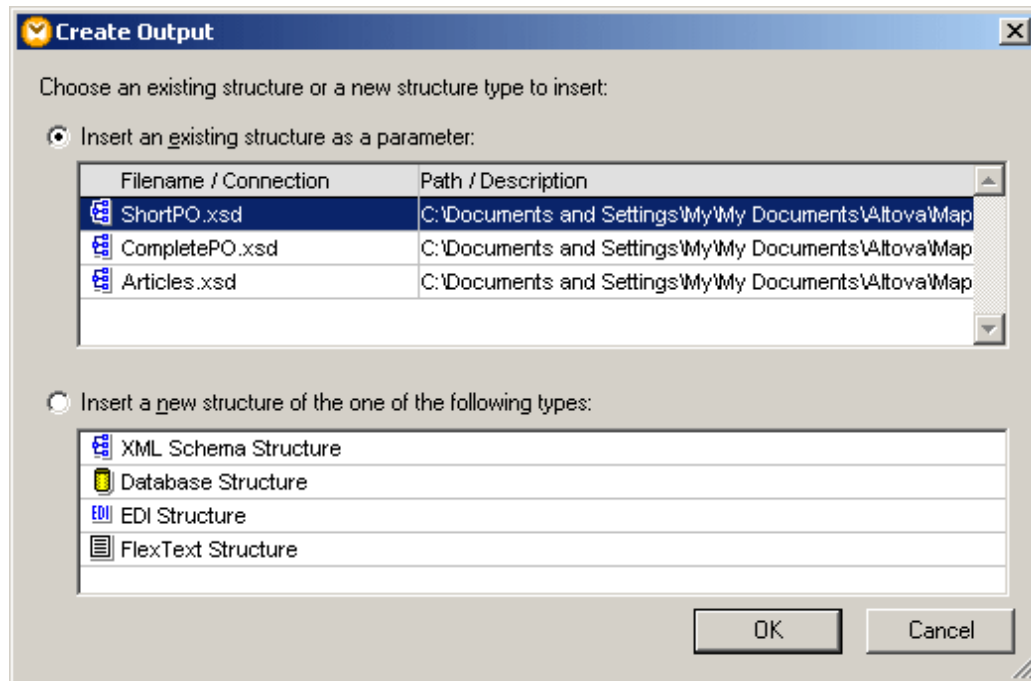 Create Output
Choose an existing structure or a new structure type to insert:
Insert an existing structure as a parameter:
Filename / Connection Path / Description
ShortPO.xsd C:\Documents and Settings\My\My Documents\Altova\Map
CompletePO.xsd C:\Documents and Settings\My\My Documents\Altova\Map
Articles.xsd C:\Documents and Settings\My\My Documents\Altova\Map
Insert a new structure of the one of the following types:
XML Schema Structure
Database Structure
EDI EDI Structure
FlexText Structure
OK Cancel